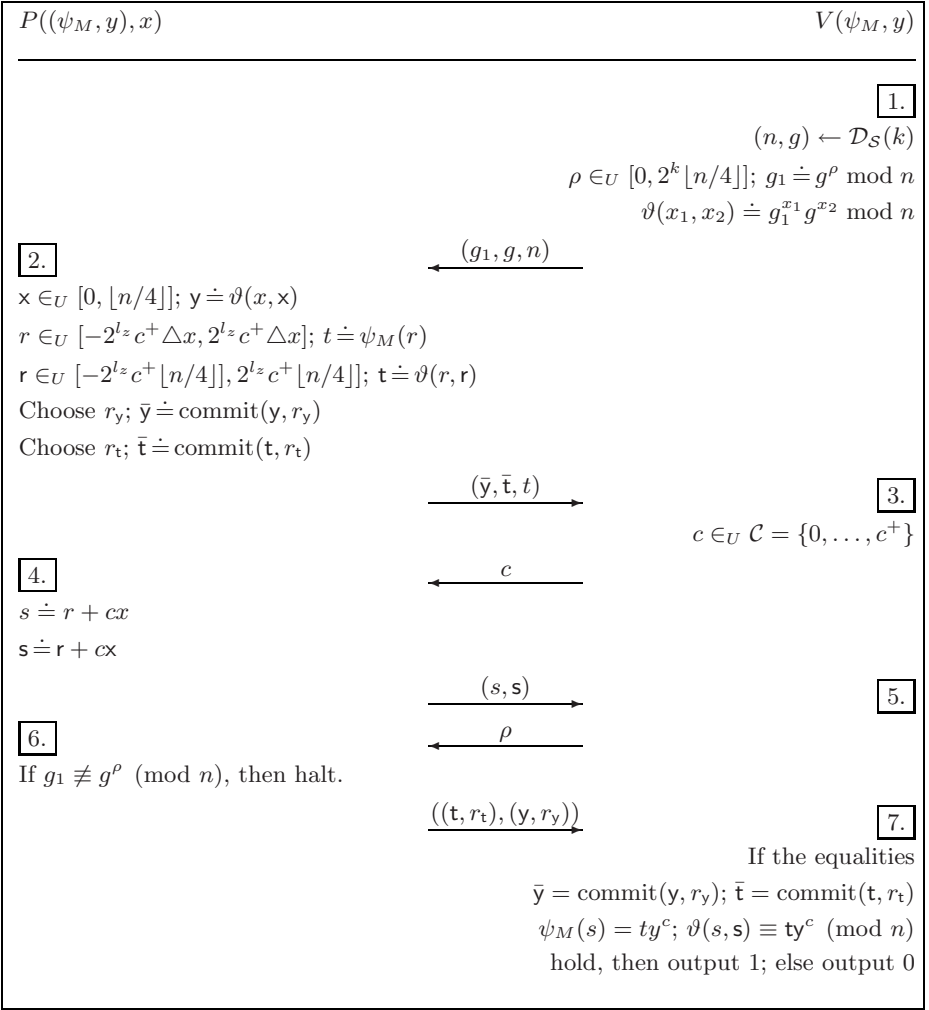 P((ψ_M, y), x) V(ψ_M, y)
1.
(n, g) ← 𝒟_𝒮(k)
ρ ∈_U [0, 2^k⌊n/4⌋]; g_1 ≐ g^ρ mod n
ϑ(x_1, x_2) ≐ g_1^{x_1} g^{x_2} mod n
(g_1, g, n)
2.
𝗑 ∈_U [0, ⌊n/4⌋]; 𝗒 ≐ ϑ(x, 𝗑)
r ∈_U [−2^{l_z}c^+△x, 2^{l_z}c^+△x]; t ≐ ψ_M(r)
𝗋 ∈_U [−2^{l_z}c^+⌊n/4⌋], 2^{l_z}c^+⌊n/4⌋]; 𝗍 ≐ ϑ(r, 𝗋)
Choose r_𝗒; 𝗒̄ ≐ commit(𝗒, r_𝗒)
Choose r_𝗍; 𝗍̄ ≐ commit(𝗍, r_𝗍)
(𝗒̄, 𝗍̄, t)
3.
c ∈_U 𝒞 = {0, . . . , c^+}
c
4.
s ≐ r + cx
𝗌 ≐ 𝗋 + c𝗑
(s, 𝗌)
5.
ρ
6.
If g_1 ≢ g^ρ (mod n), then halt.
((𝗍, r_𝗍), (𝗒, r_𝗒))
7.
If the equalities
𝗒̄ = commit(𝗒, r_𝗒); 𝗍̄ = commit(𝗍, r_𝗍)
ψ_M(s) = ty^c; ϑ(s, 𝗌) ≡ 𝗍𝗒^c (mod n)
hold, then output 1; else output 0